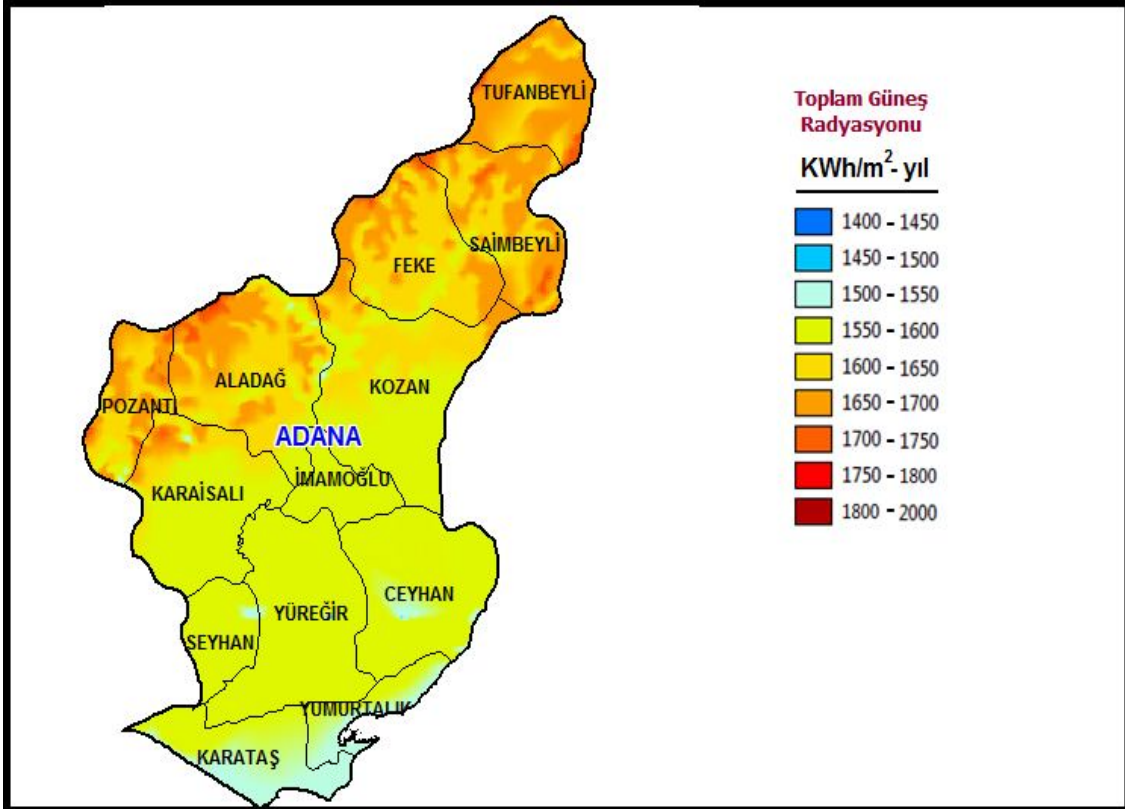 TUFANBEYLİ
SAİMBEYLİ
FEKE
ALADAĞ
KOZAN
POZANTI
ADANA
İMAMOĞLU
KARAİSALI
CEYHAN
YÜREĞİR
SEYHAN
YUMURTALIK
KARATAŞ
Toplam Güneş
Radyasyonu
KWh/m²- yıl
1400 - 1450
1450 - 1500
1500 - 1550
1550 - 1600
1600 - 1650
1650 - 1700
1700 - 1750
1750 - 1800
1800 - 2000